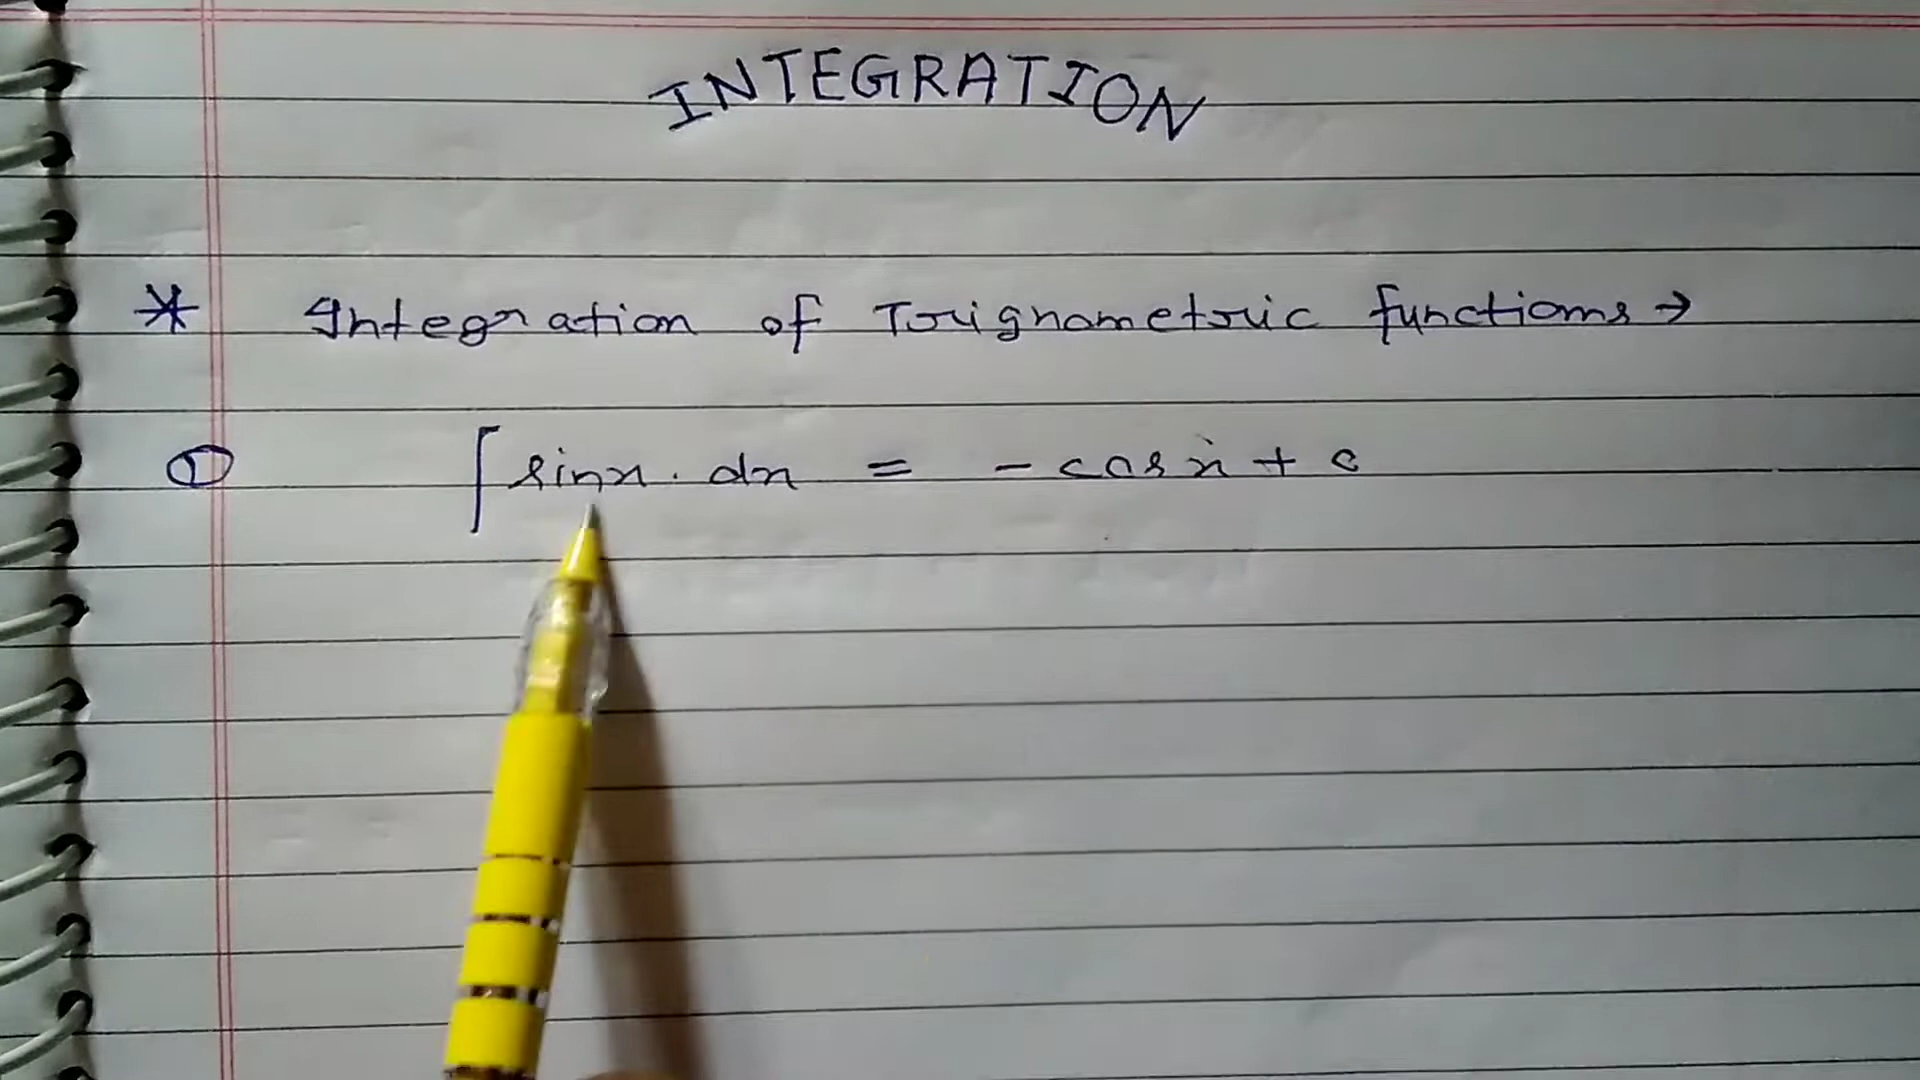 INTEGRATION
* Integration of Trignometric functions →
① ∫ sinx . dx = - cosx + c